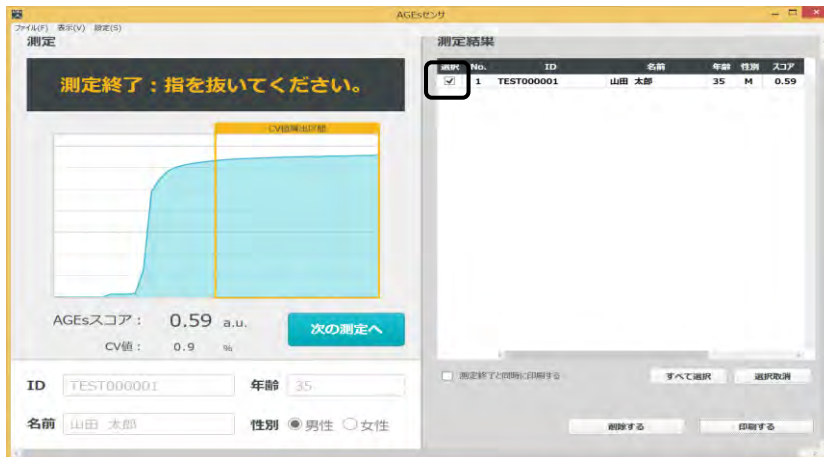 AGEsセンサ
ファイル(F) 表示(V) 設定(S)
測定
測定終了：指を抜いてください。
CV値算出区間
AGEsスコア： 0.59 a.u.
次の測定へ
CV値： 0.9 %
ID TEST000001 年齢 35
名前 山田 太郎 性別 男性 女性
測定結果
選択 No. ID 名前 年齢 性別 スコア
1 TEST000001 山田 太郎 35 M 0.59
測定終了と同時に印刷する すべて選択 選択取消
削除する 印刷する